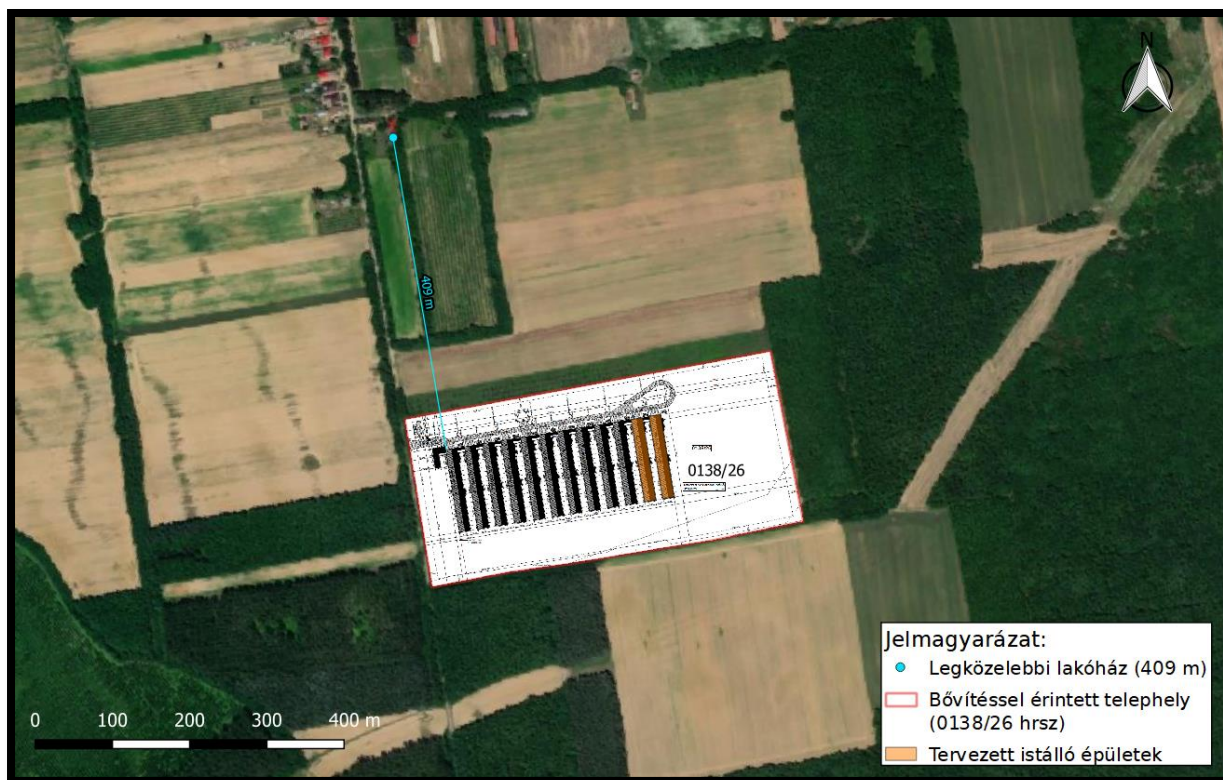 N
409 m
0138/26
Jelmagyarázat:
Legközelebbi lakóház (409 m)
Bővítéssel érintett telephely
(0138/26 hrsz)
Tervezett istálló épületek
0 100 200 300 400 m